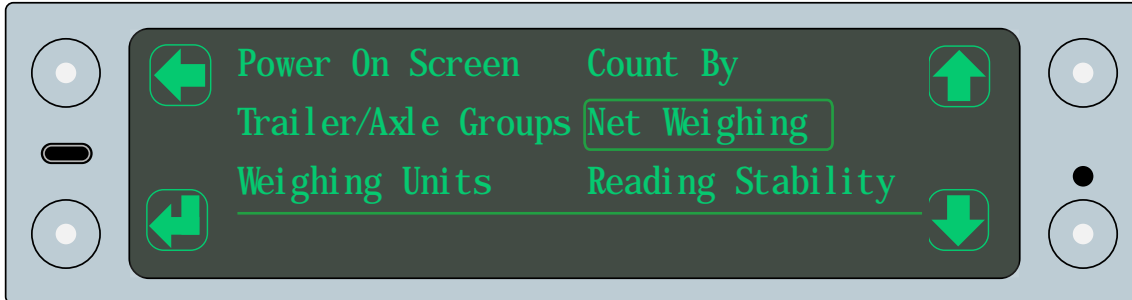 Power On Screen Count By
Trailer/Axle Groups Net Weighing
Weighing Units Reading Stability